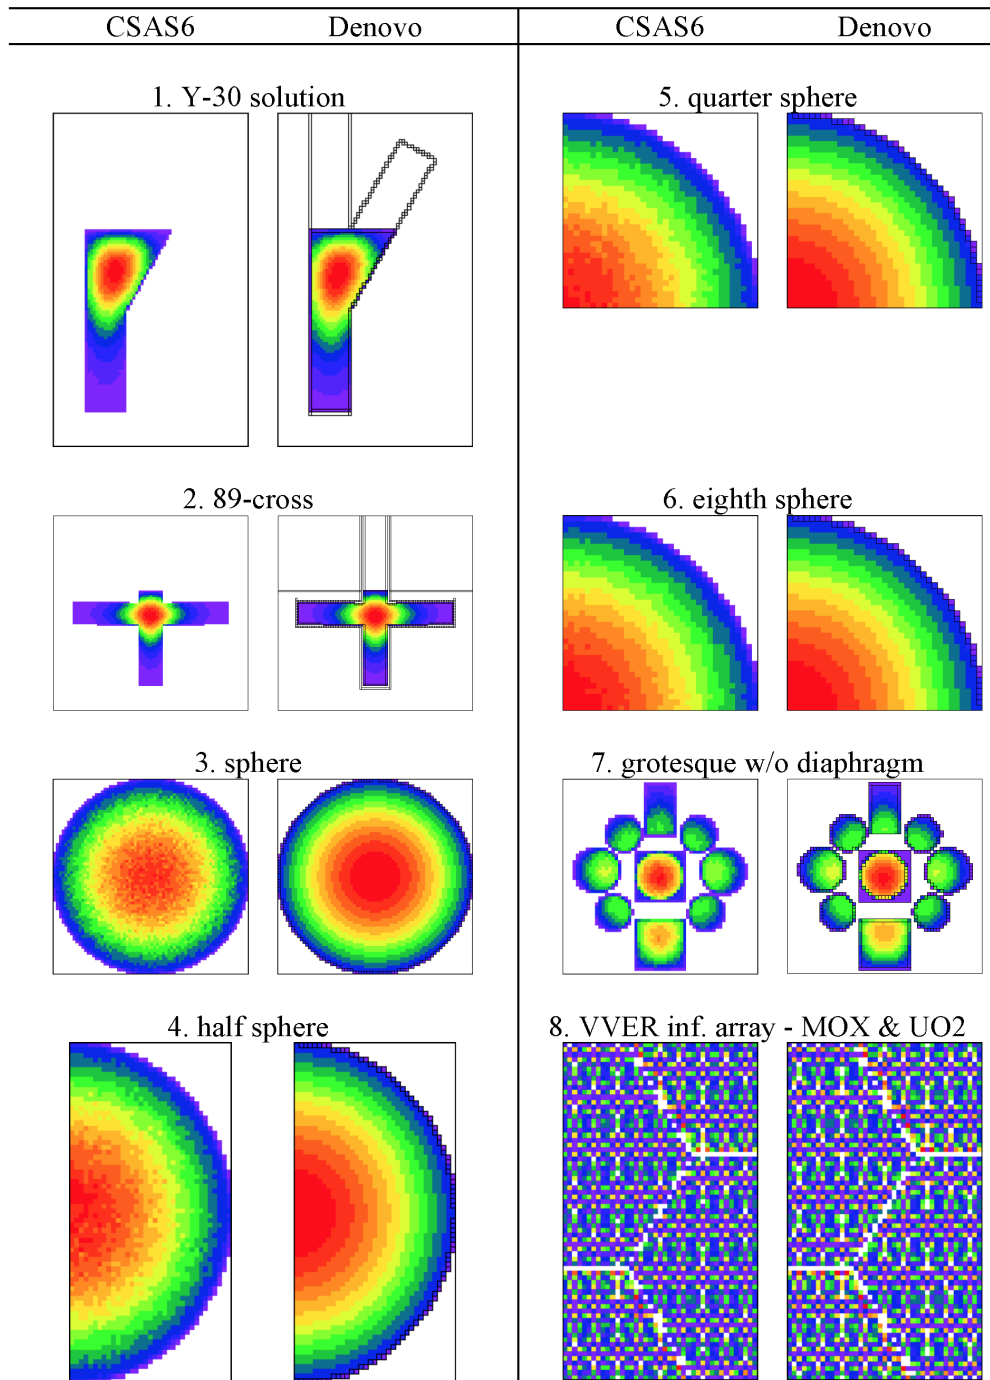 CSAS6 Denovo CSAS6 Denovo
1. Y-30 solution
5. quarter sphere
2. 89-cross
6. eighth sphere
3. sphere
7. grotesque w/o diaphragm
4. half sphere
8. VVER inf. array - MOX & UO2